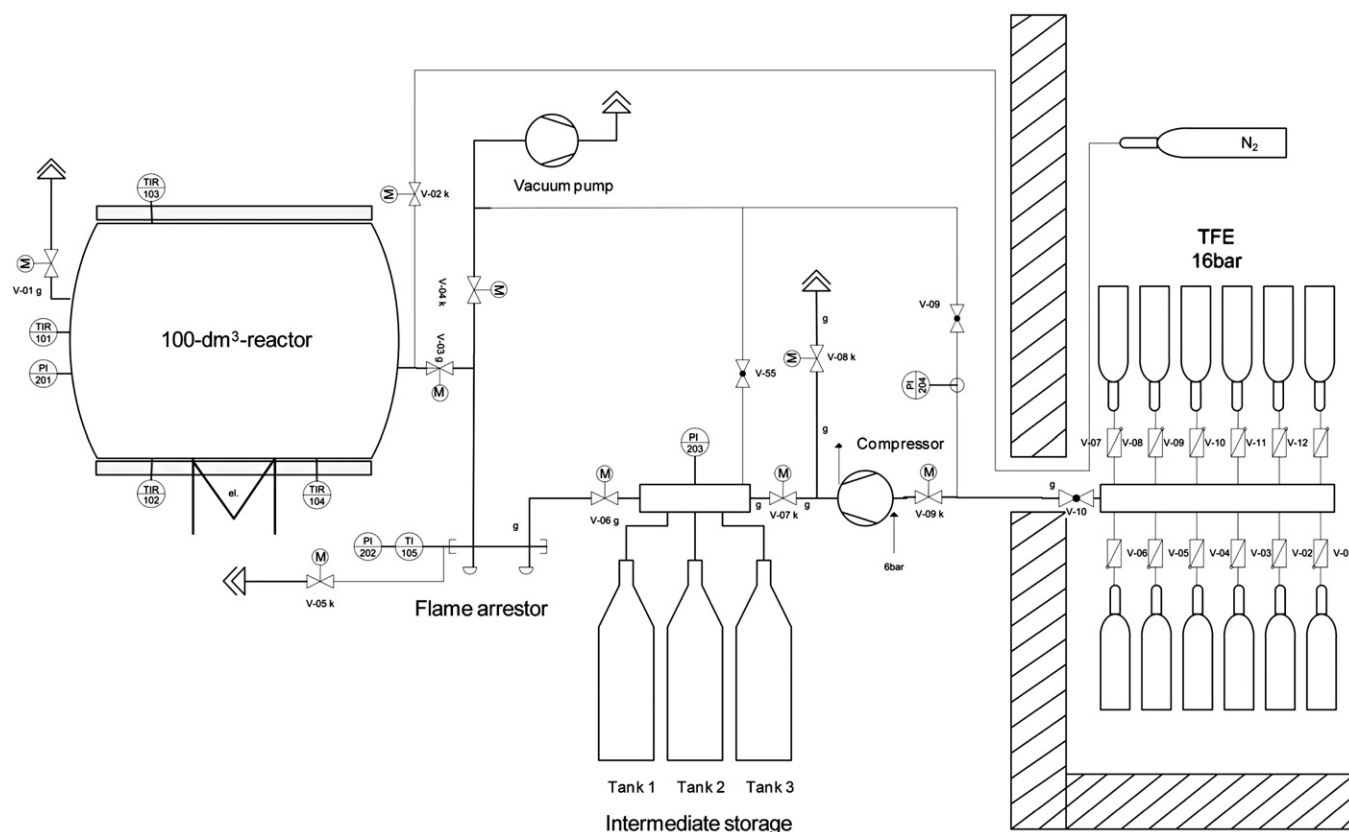 N₂
Vacuum pump
TIR
103
M
V-02 k
M
V-01 g
TFE
16bar
V-04 k
M
V-09
TIR
101
100-dm³-reactor
V-03 g
M
g
M
V-08 k
PI
201
V-55
PI
204
g
Compressor
PI
203
V-07
V-08
V-09
V-10
V-11
V-12
TIR
102
el.
TIR
104
M
V-06 g
g
M
V-07 k
M
V-09 k
g
V-10
g
PI
202
TI
105
6bar
V-06
V-05
V-04
V-03
V-02
V-0
M
V-05 k
Flame arrestor
Tank 1
Tank 2
Tank 3
Intermediate storage